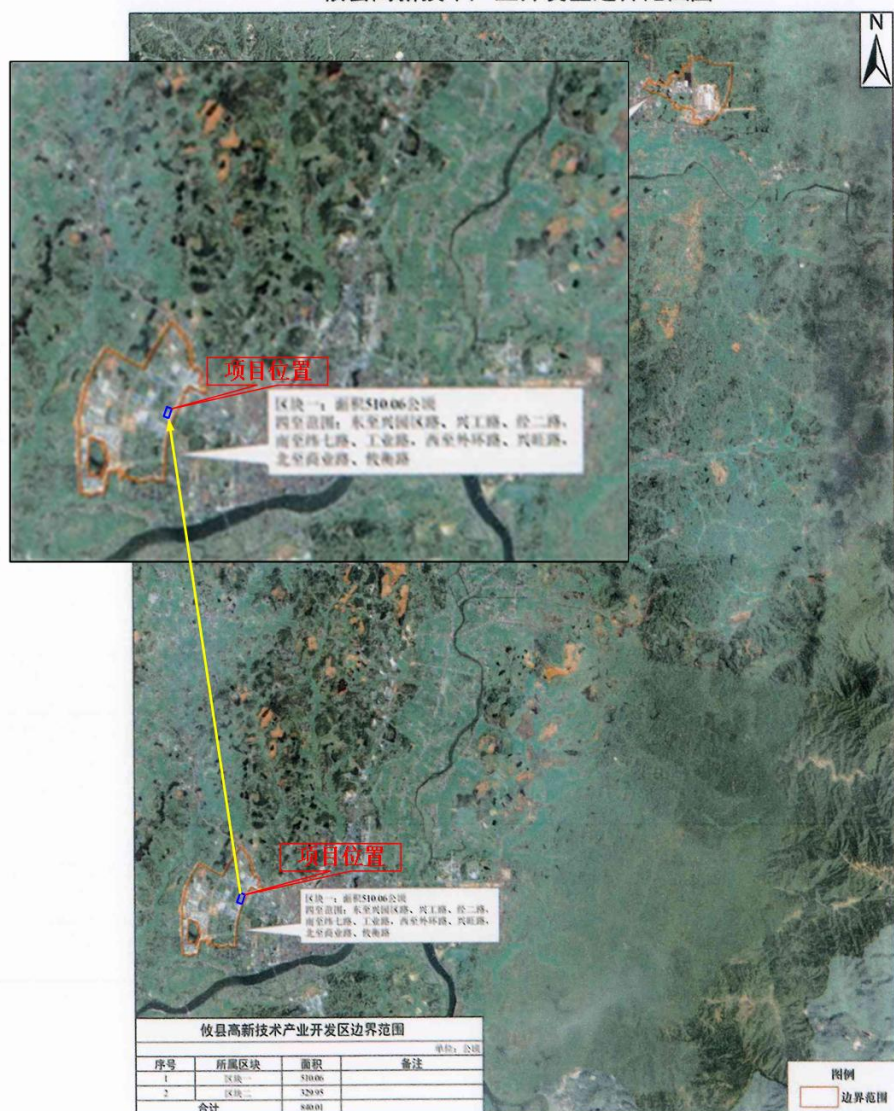 N
项目位置
区块一：面积510.06公顷
四至范围：东至兴园区路、兴工路、经二路，
南至纬七路、工业路，西至外环路、兴旺路，
北至商业路、攸衡路
项目位置
区块一：面积510.06公顷
四至范围：东至兴园区路、兴工路、经二路，
南至纬七路、工业路，西至外环路、兴旺路，
北至商业路、攸衡路
攸县高新技术产业开发区边界范围
单位：公顷
序号 所属区块 面积 备注
1 区块一 510.06
2 区块二 329.95
合计 840.01
图例
边界范围